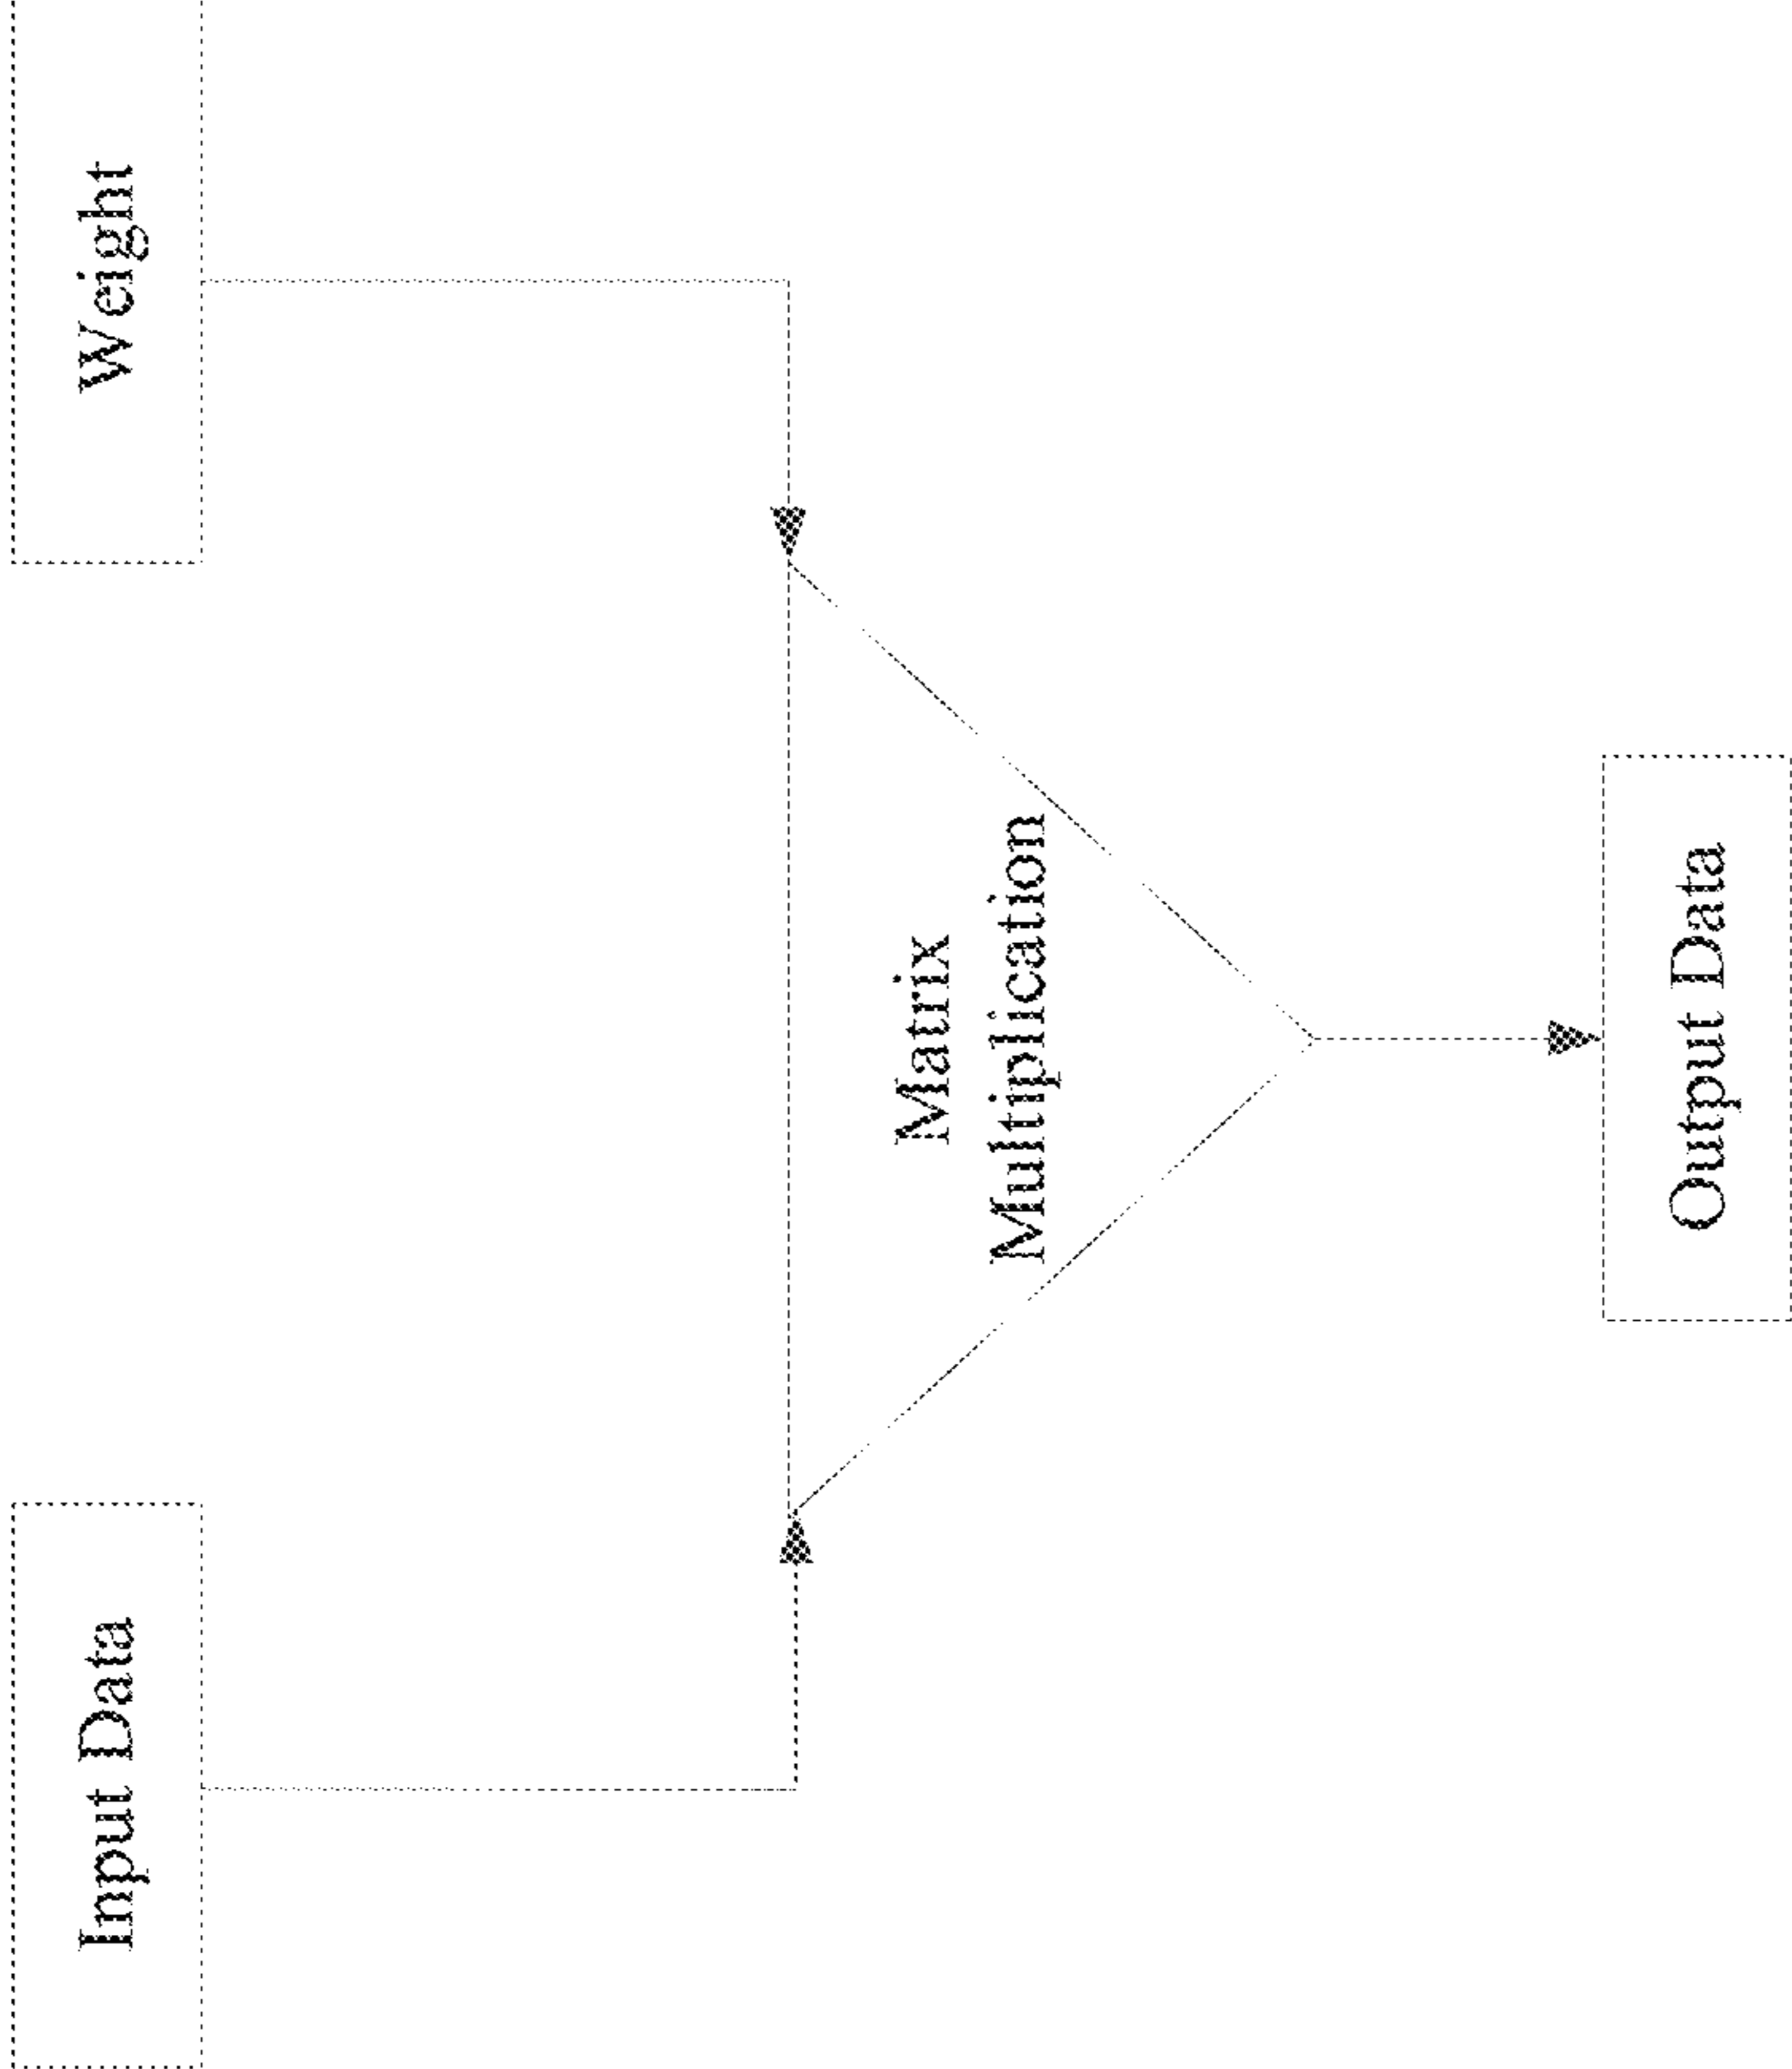 Input Data
Weight
Matrix
Multiplication
Output Data